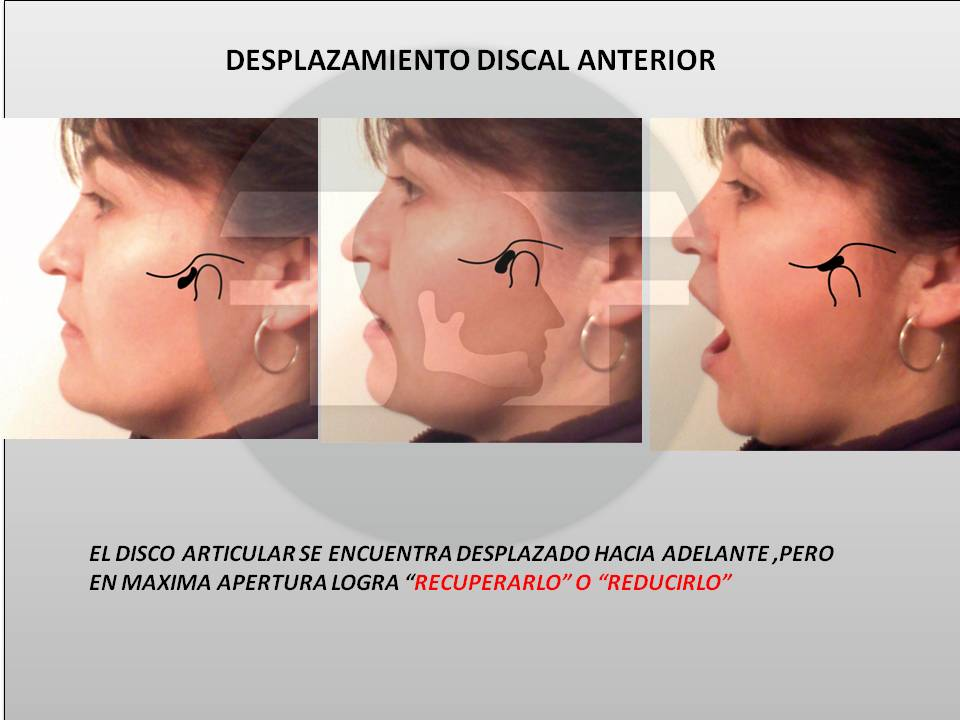 DESPLAZAMIENTO DISCAL ANTERIOR
EL DISCO ARTICULAR SE ENCUENTRA DESPLAZADO HACIA ADELANTE ,PERO
EN MAXIMA APERTURA LOGRA “RECUPERARLO” O “REDUCIRLO”